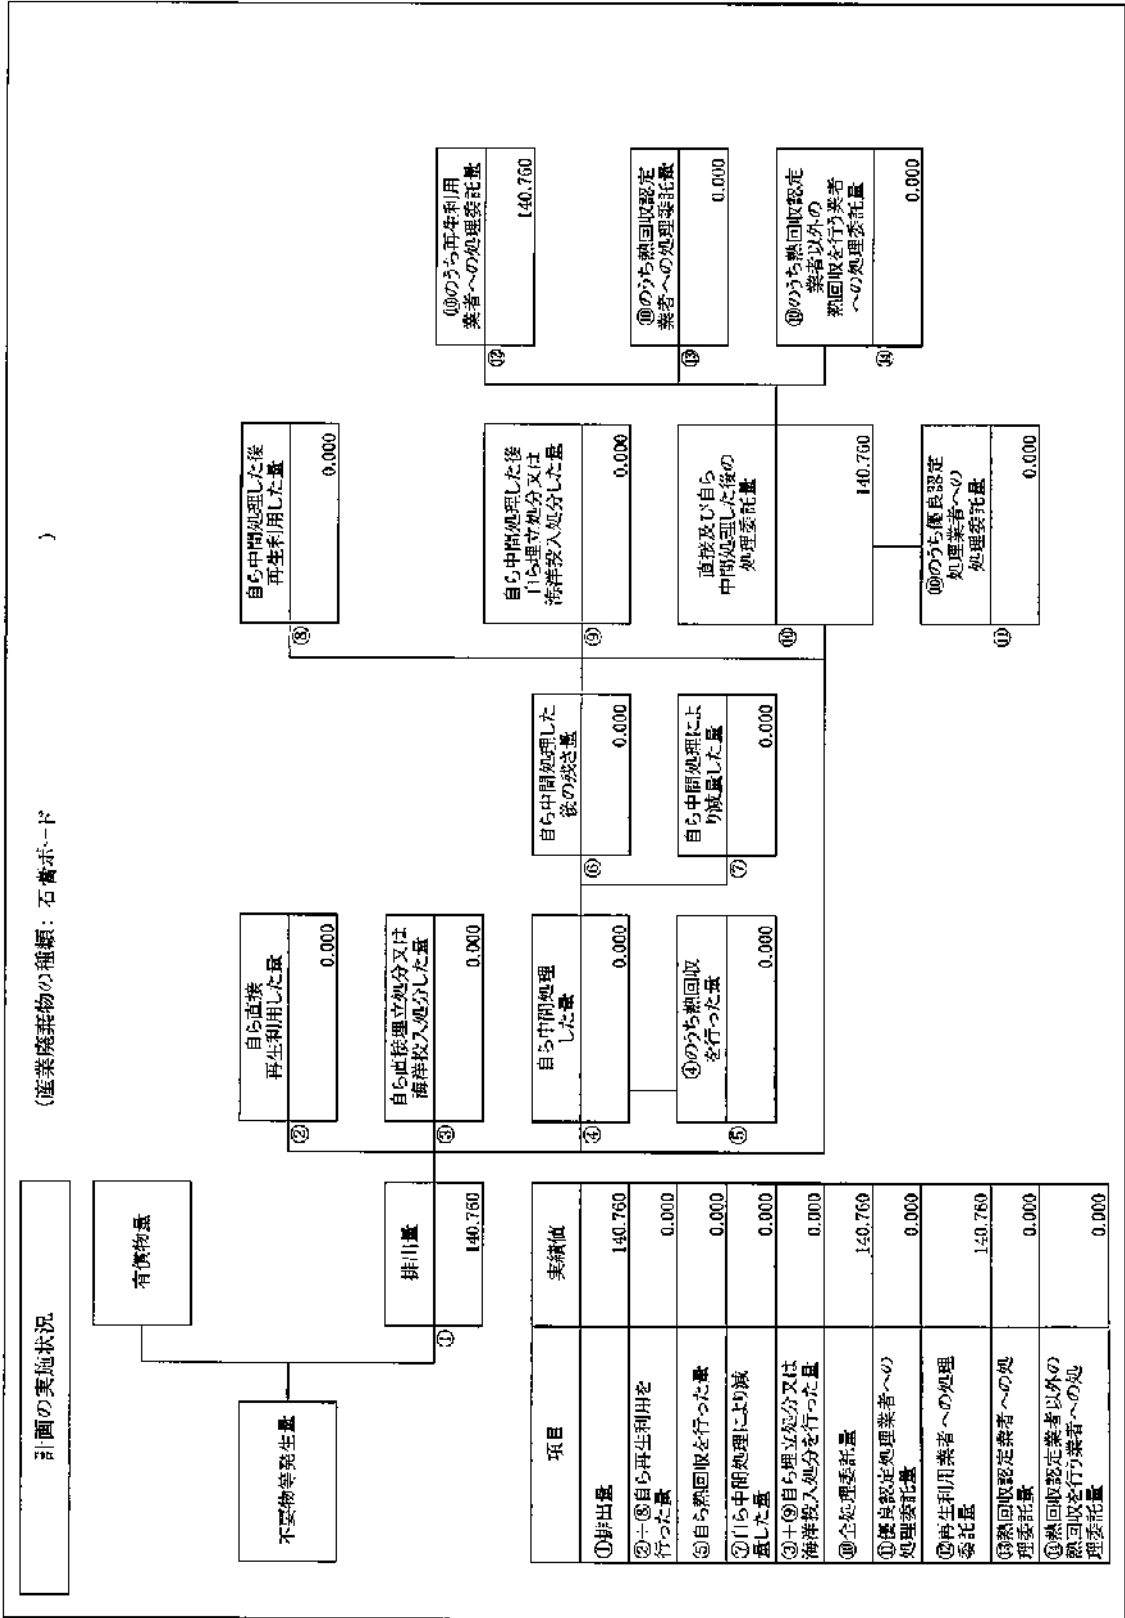 計画の実施状況
(産業廃棄物の種類：石膏ボード
)
不要物等発生量
有償物量
①
排出量
140.760
②
自ら直接
再生利用した量
0.000
③
自ら直接埋立処分又は
海洋投入処分した量
0.000
④
自ら中間処理
した量
0.000
⑤
④のうち熱回収
を行った量
0.000
⑥
自ら中間処理した
後の残さ量
0.000
⑦
自ら中間処理によ
り減量した量
0.000
⑧
自ら中間処理した後
再生利用した量
0.000
⑨
自ら中間処理した後
自ら埋立処分又は
海洋投入処分した量
0.000
⑩
直接及び自ら
中間処理した後の
処理委託量
140.760
⑪
⑩のうち優良認定
処理業者への
処理委託量
0.000
⑫
⑩のうち再生利用
業者への処理委託量
140.760
⑬
⑩のうち熱回収認定
業者への処理委託量
0.000
⑭
⑩のうち熱回収認定
業者以外の
熱回収を行う業者
への処理委託量
0.000
項目 実績値
①排出量 140.760
②＋⑧自ら再生利用を
行った量 0.000
⑤自ら熱回収を行った量 0.000
⑦自ら中間処理により減
量した量 0.000
③＋⑨自ら埋立処分又は
海洋投入処分を行った量 0.000
⑩全処理委託量 140.760
⑪優良認定処理業者への
処理委託量 0.000
⑫再生利用業者への処理
委託量 140.760
⑬熱回収認定業者への処
理委託量 0.000
⑭熱回収認定業者以外の
熱回収を行う業者への処
理委託量 0.000